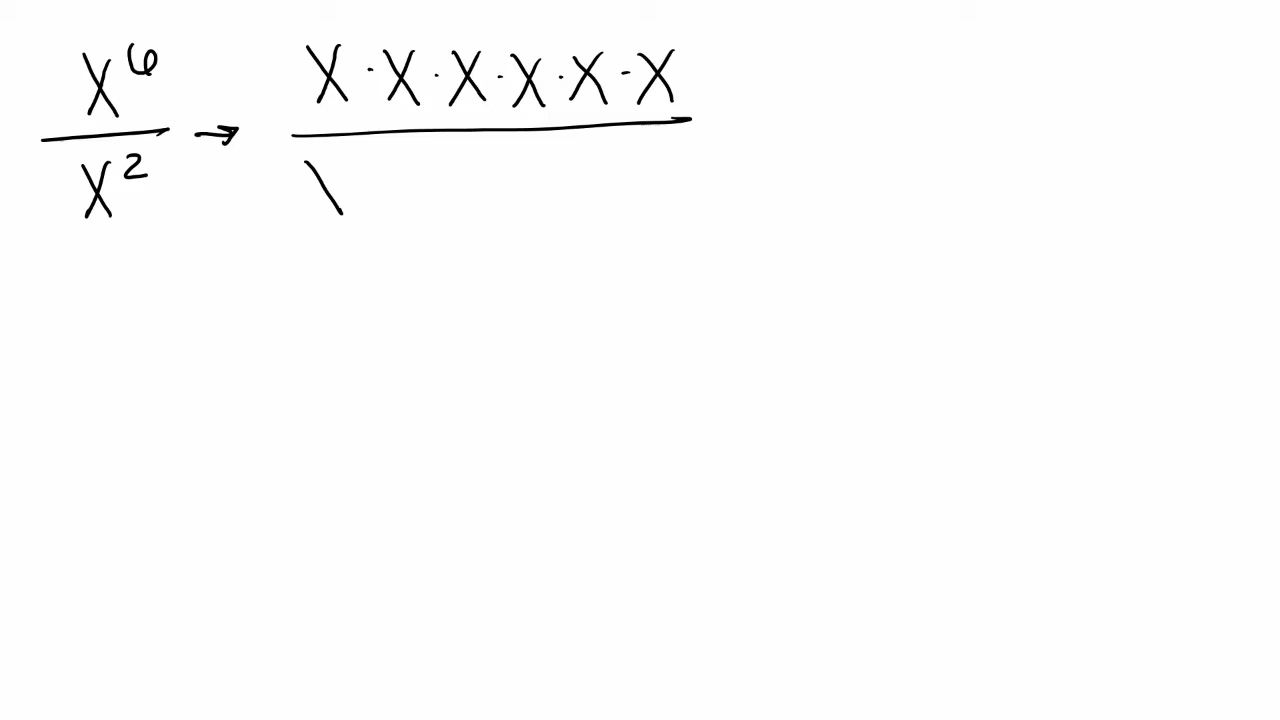 X⁶ / X² → X · X · X · X · X · X / \